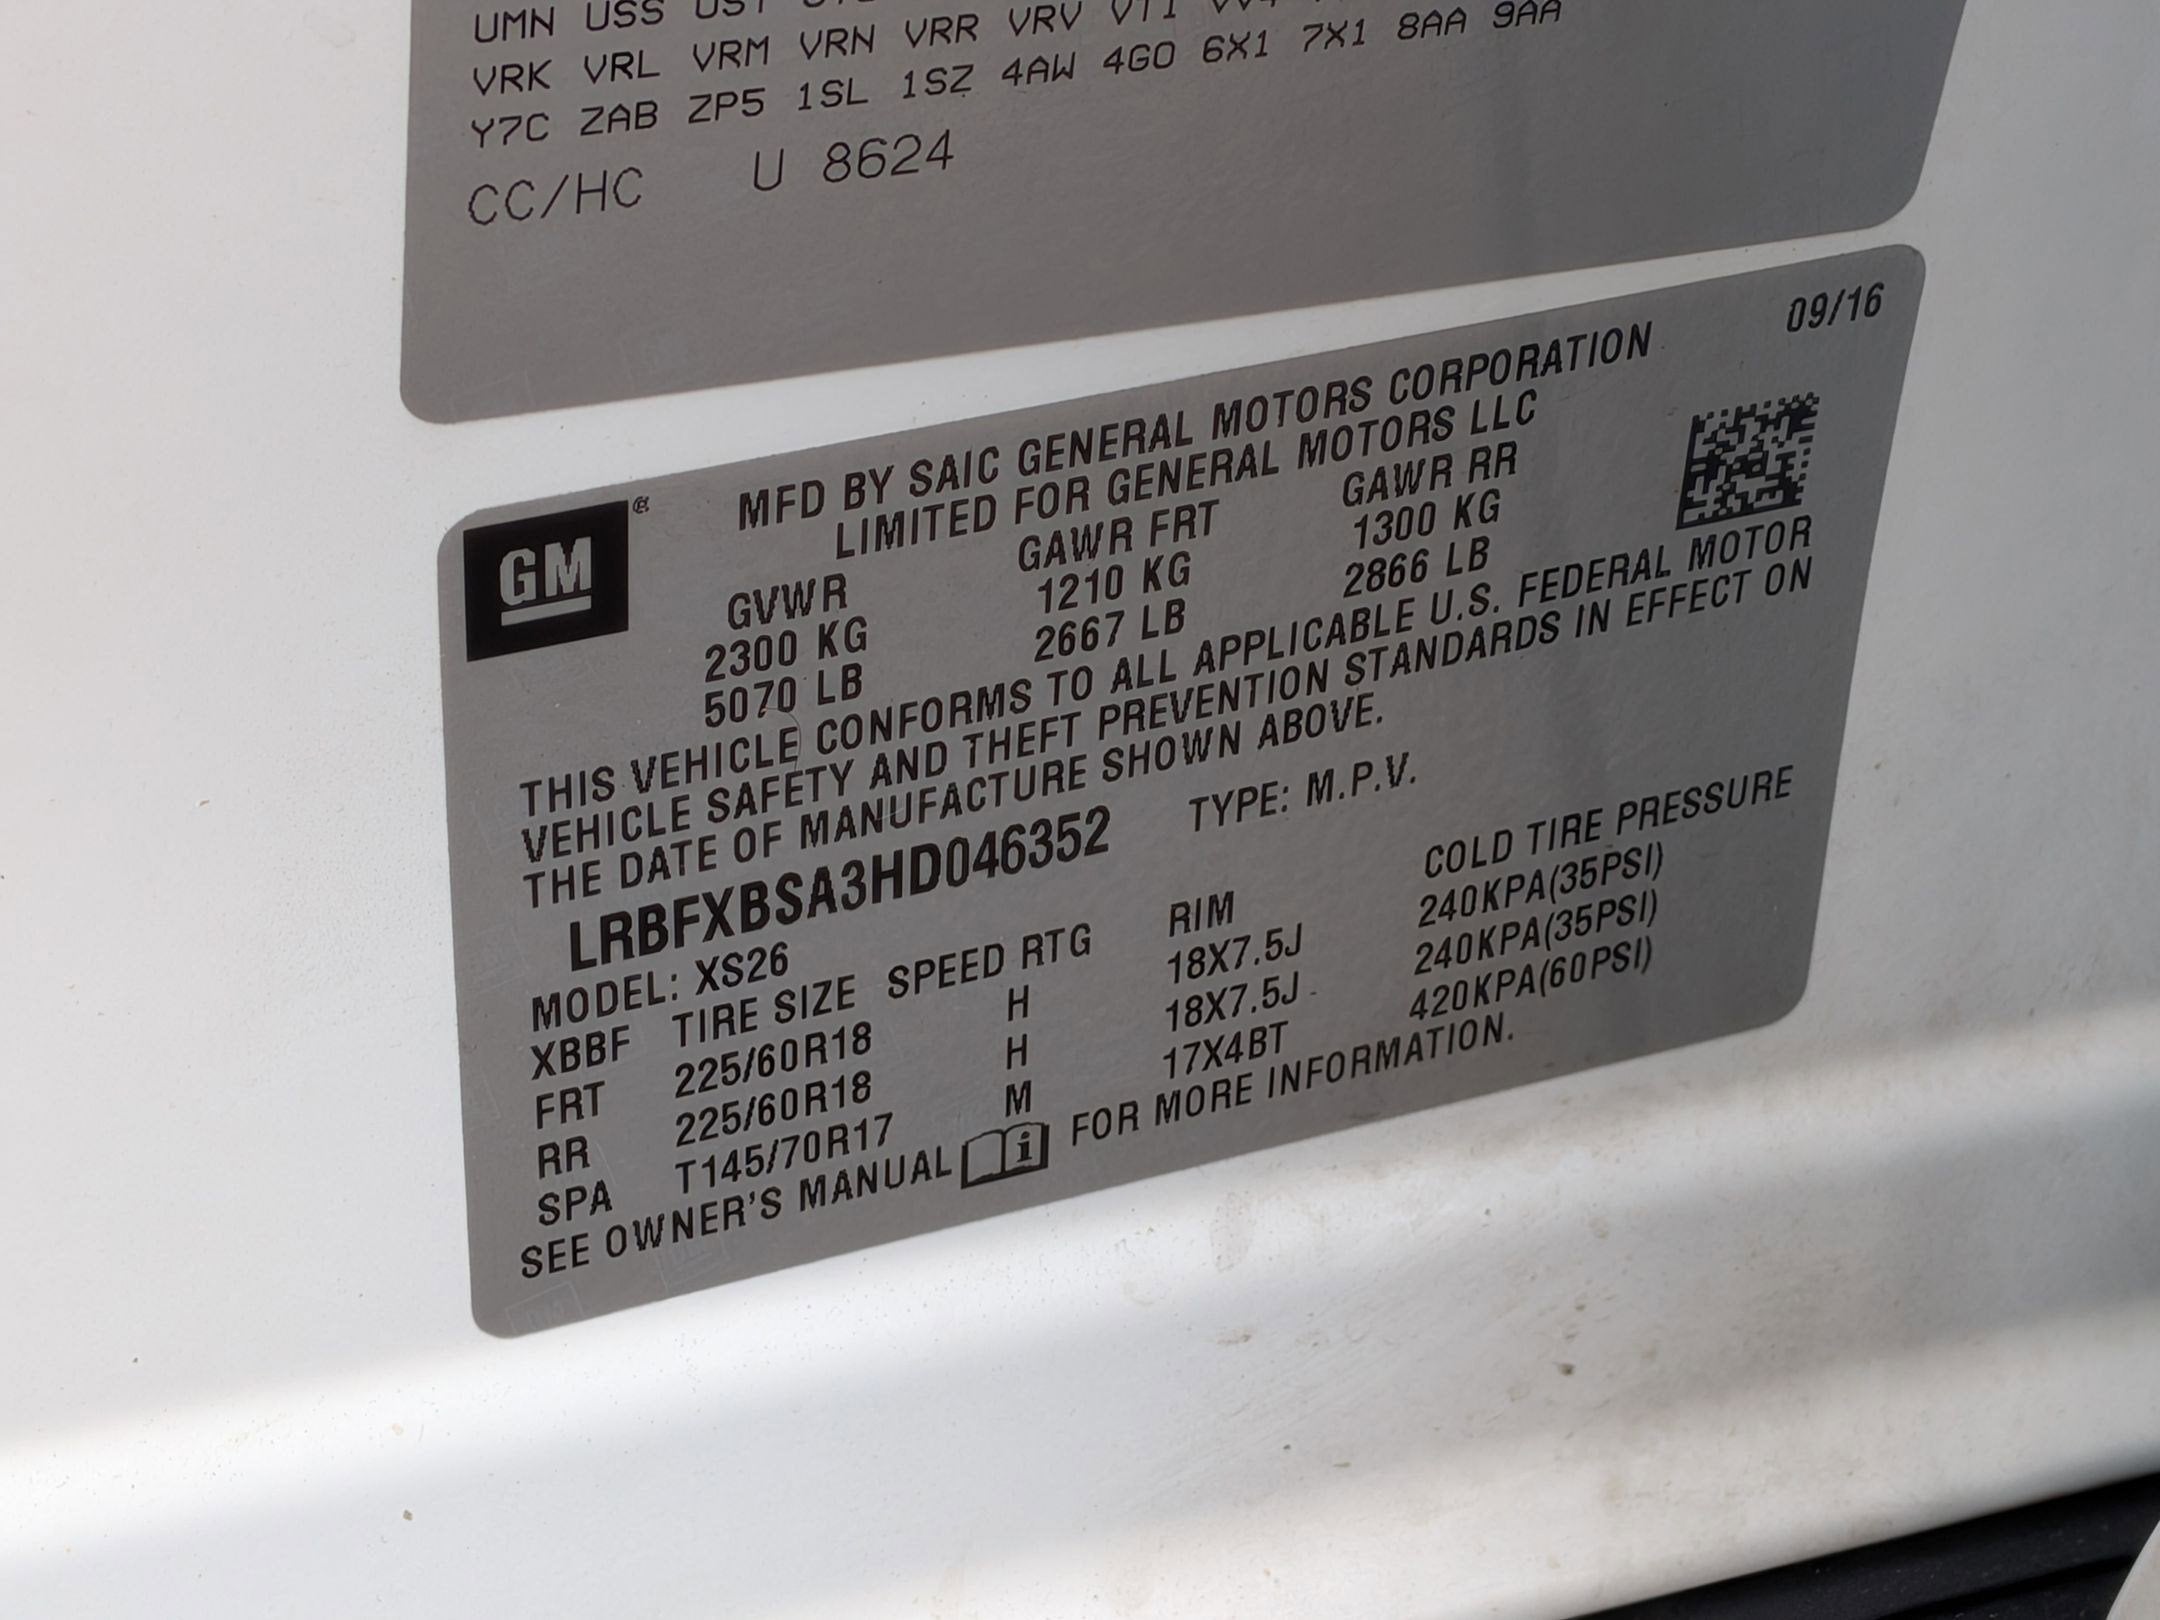 UMN USS
VRK VRL VRM VRN VRR VRV VT1
Y7C ZAB ZP5 1SL 1SZ 4AW 4G0 6X1 7X1 8AA 9AA
CC/HC U 8624
09/16
GM®
MFD BY SAIC GENERAL MOTORS CORPORATION
LIMITED FOR GENERAL MOTORS LLC
GVWR GAWR FRT GAWR RR
2300 KG 1210 KG 1300 KG
5070 LB 2667 LB 2866 LB
THIS VEHICLE CONFORMS TO ALL APPLICABLE U.S. FEDERAL MOTOR
VEHICLE SAFETY AND THEFT PREVENTION STANDARDS IN EFFECT ON
THE DATE OF MANUFACTURE SHOWN ABOVE.
LRBFXBSA3HD046352 TYPE: M.P.V.
MODEL: XS26
XBBF TIRE SIZE SPEED RTG RIM COLD TIRE PRESSURE
FRT 225/60R18 H 18X7.5J 240KPA(35PSI)
RR 225/60R18 H 18X7.5J 240KPA(35PSI)
SPA T145/70R17 M 17X4BT 420KPA(60PSI)
SEE OWNER'S MANUAL i FOR MORE INFORMATION.